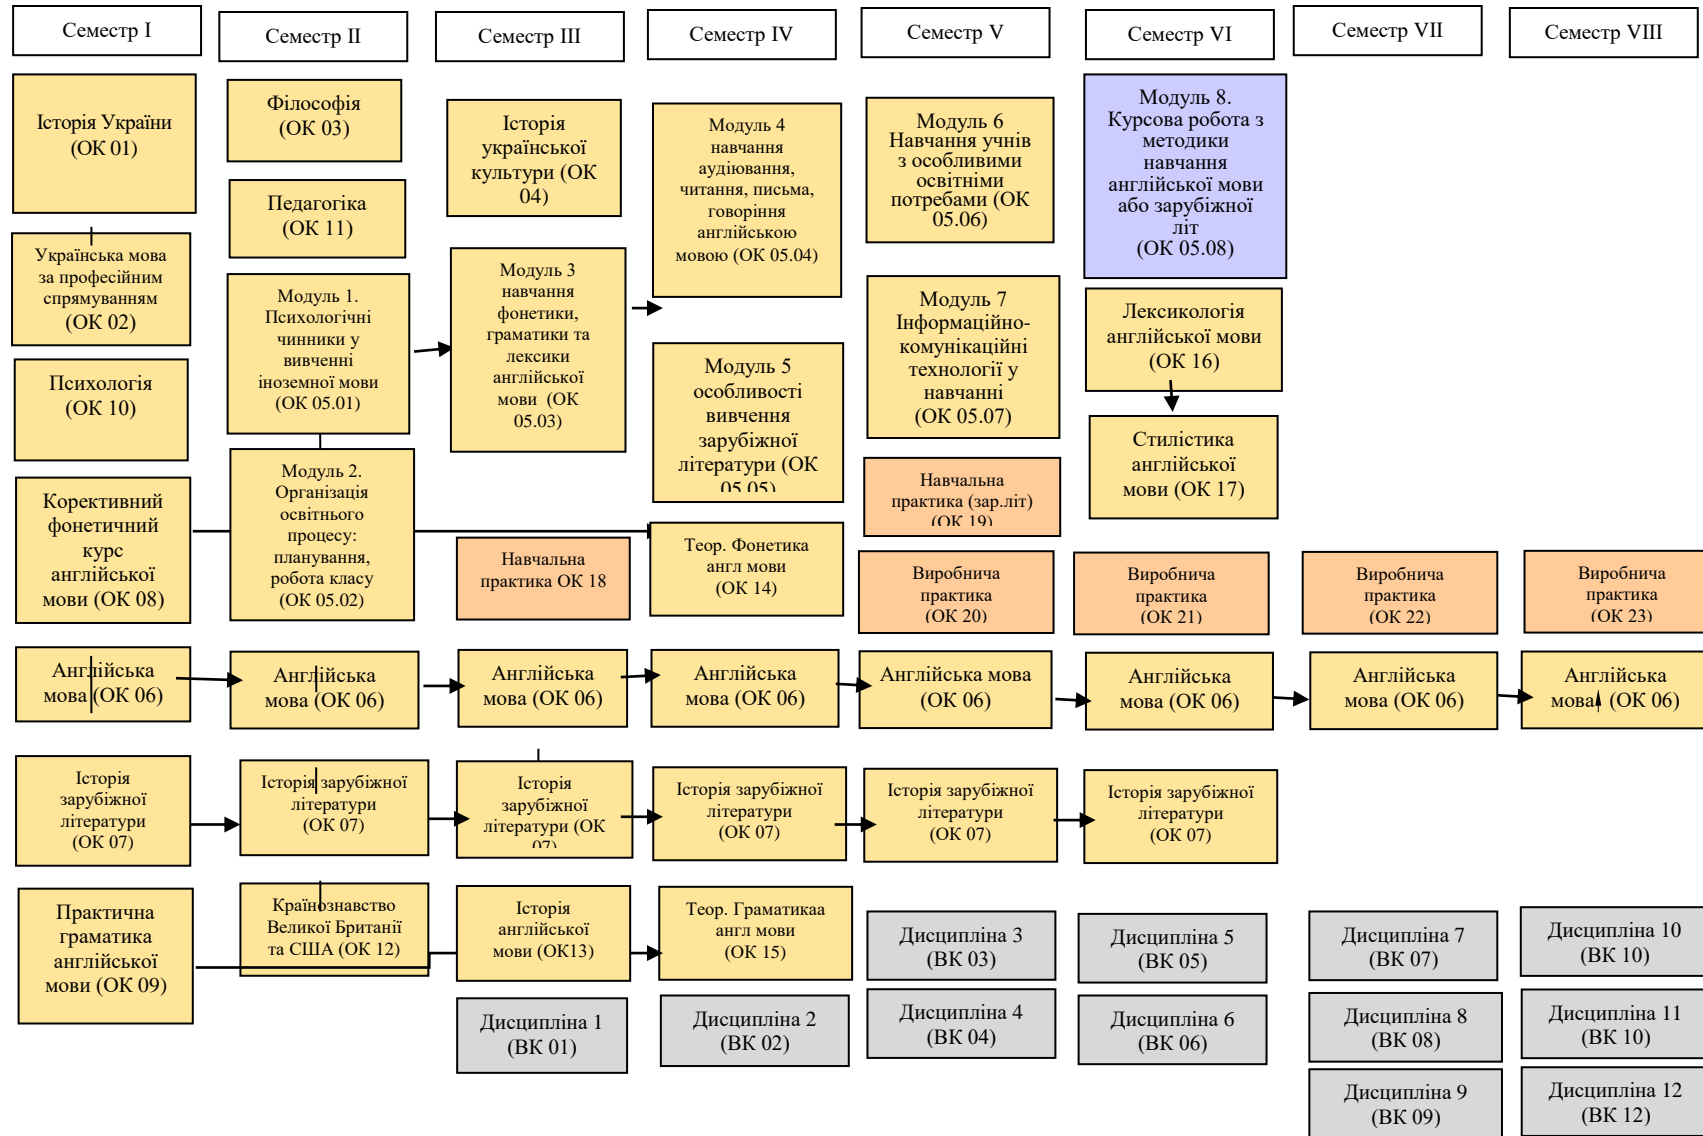 Семестр I
Семестр II
Семестр III
Семестр IV
Семестр V
Семестр VI
Семестр VII
Семестр VIII
Історія України
(ОК 01)
Українська мова
за професійним
спрямуванням
(ОК 02)
Психологія
(ОК 10)
Корективний
фонетичний
курс
англійської
мови (ОК 08)
Англійська
мова (ОК 06)
Історія
зарубіжної
літератури
(ОК 07)
Практична
граматика
англійської
мови (ОК 09)
Філософія
(ОК 03)
Педагогіка
(ОК 11)
Модуль 1.
Психологічні
чинники у
вивченні
іноземної мови
(ОК 05.01)
Модуль 2.
Організація
освітнього
процесу:
планування,
робота класу
(ОК 05.02)
Англійська
мова (ОК 06)
Історія зарубіжної
літератури
(ОК 07)
Країнознавство
Великої Британії
та США (ОК 12)
Історія
української
культури (ОК
04)
Модуль 3
навчання
фонетики,
граматики та
лексики
англійської
мови (ОК
05.03)
Навчальна
практика ОК 18
Англійська
мова (ОК 06)
Історія
зарубіжної
літератури (ОК
07)
Історія
англійської
мови (ОК13)
Дисципліна 1
(ВК 01)
Модуль 4
навчання
аудіювання,
читання, письма,
говоріння
англійською
мовою (ОК 05.04)
Модуль 5
особливості
вивчення
зарубіжної
літератури (ОК
05.05)
Теор. Фонетика
англ мови
(ОК 14)
Англійська
мова (ОК 06)
Історія зарубіжної
літератури
(ОК 07)
Теор. Граматикаа
англ мови
(ОК 15)
Дисципліна 2
(ВК 02)
Модуль 6
Навчання учнів
з особливими
освітніми
потребами (ОК
05.06)
Модуль 7
Інформаційно-
комунікаційні
технології у
навчанні
(ОК 05.07)
Навчальна
практика (зар.літ)
(ОК 19)
Виробнича
практика
(ОК 20)
Англійська мова
(ОК 06)
Історія зарубіжної
літератури
(ОК 07)
Дисципліна 3
(ВК 03)
Дисципліна 4
(ВК 04)
Модуль 8.
Курсова робота з
методики
навчання
англійської мови
або зарубіжної
літ
(ОК 05.08)
Лексикологія
англійської мови
(ОК 16)
Стилістика
англійської
мови (ОК 17)
Виробнича
практика
(ОК 21)
Англійська
мова (ОК 06)
Історія зарубіжної
літератури
(ОК 07)
Дисципліна 5
(ВК 05)
Дисципліна 6
(ВК 06)
Виробнича
практика
(ОК 22)
Англійська
мова (ОК 06)
Дисципліна 7
(ВК 07)
Дисципліна 8
(ВК 08)
Дисципліна 9
(ВК 09)
Виробнича
практика
(ОК 23)
Англійська
мова (ОК 06)
Дисципліна 10
(ВК 10)
Дисципліна 11
(ВК 10)
Дисципліна 12
(ВК 12)